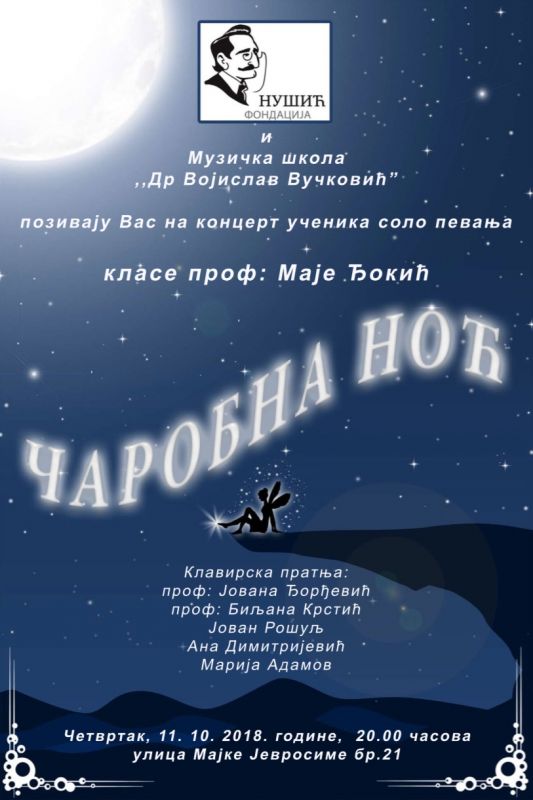 НУШИЋ
ФОНДАЦИЈА
и
Музичка школа
,,Др Војислав Вучковић”
позивају Вас на концерт ученика соло певања
класе проф: Маје Ђокић
ЧАРОБНА НОЋ
Клавирска пратња:
проф: Јована Ђорђевић
проф: Биљана Крстић
Јован Рошуљ
Ана Димитријевић
Марија Адамов
Четвртак, 11. 10. 2018. године, 20.00 часова
улица Мајке Јевросиме бр.21